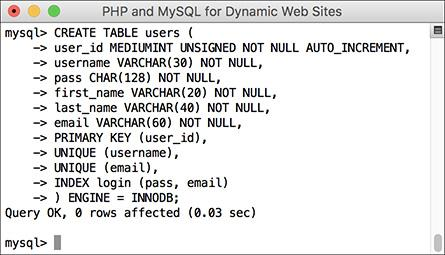 PHP and MySQL for Dynamic Web Sites
mysql> CREATE TABLE users (
    -> user_id MEDIUMINT UNSIGNED NOT NULL AUTO_INCREMENT,
    -> username VARCHAR(30) NOT NULL,
    -> pass CHAR(128) NOT NULL,
    -> first_name VARCHAR(20) NOT NULL,
    -> last_name VARCHAR(40) NOT NULL,
    -> email VARCHAR(60) NOT NULL,
    -> PRIMARY KEY (user_id),
    -> UNIQUE (username),
    -> UNIQUE (email),
    -> INDEX login (pass, email)
    -> ) ENGINE = INNODB;
Query OK, 0 rows affected (0.03 sec)
mysql>